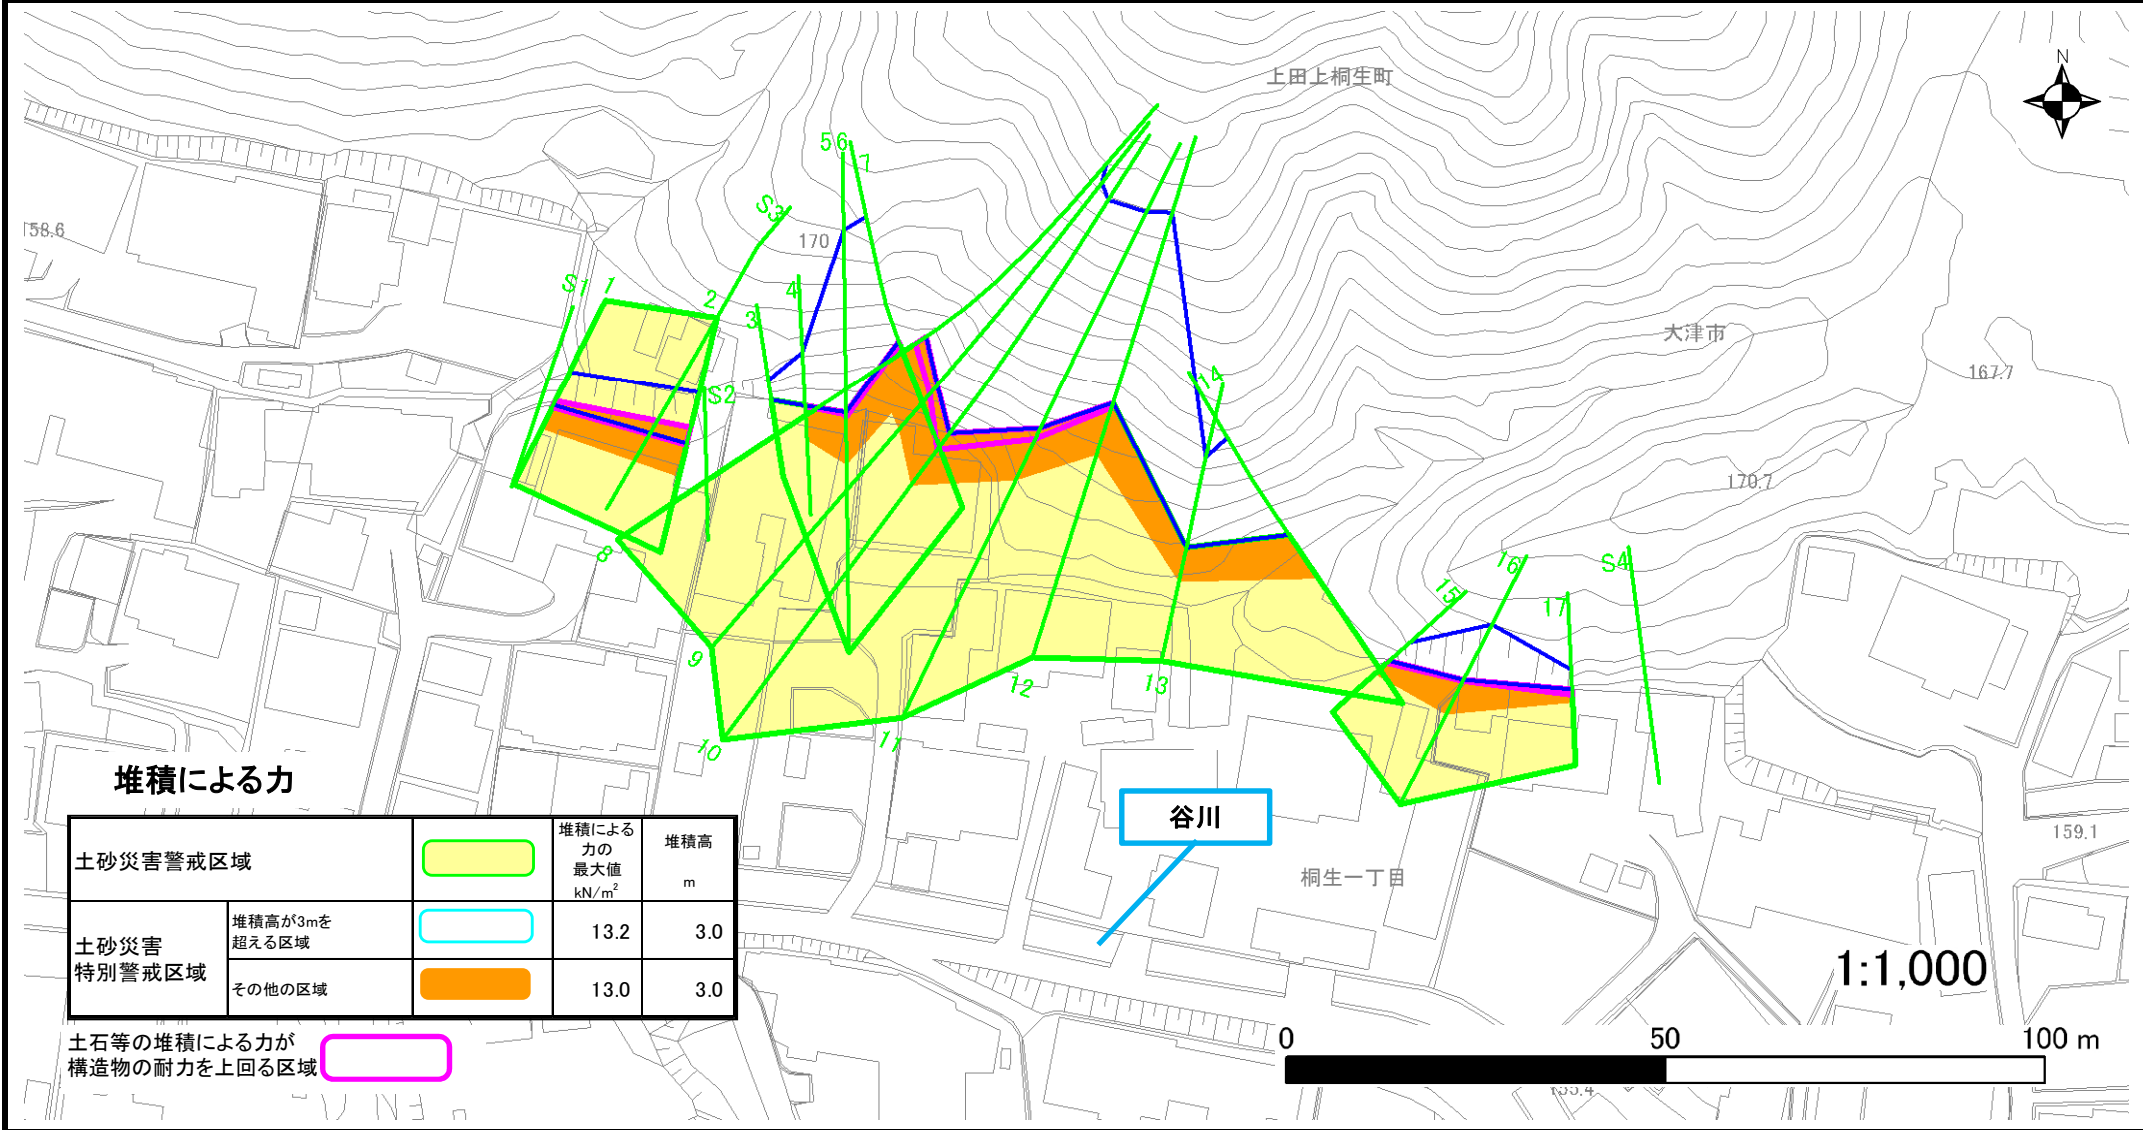 上田上桐生町
N
158.6
170
S3
5
6
7
S1
1
2
3
4
S2
大津市
167.7
14
170.7
8
9
10
11
12
13
15
16
S4
17
堆積による力
土砂災害警戒区域
堆積による
力の
最大値
kN/m²
堆積高
m
土砂災害
特別警戒区域
堆積高が3mを
超える区域
13.2
3.0
その他の区域
13.0
3.0
土石等の堆積による力が
構造物の耐力を上回る区域
谷川
桐生一丁目
159.1
1:1,000
0
50
100 m